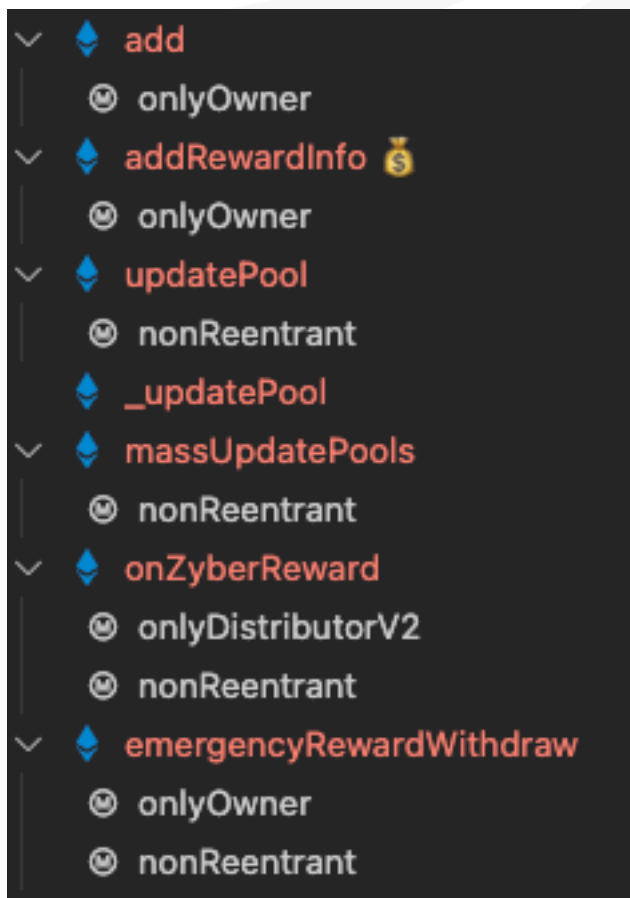 add
onlyOwner
addRewardInfo 💰
onlyOwner
updatePool
nonReentrant
_updatePool
massUpdatePools
nonReentrant
onZyberReward
onlyDistributorV2
nonReentrant
emergencyRewardWithdraw
onlyOwner
nonReentrant